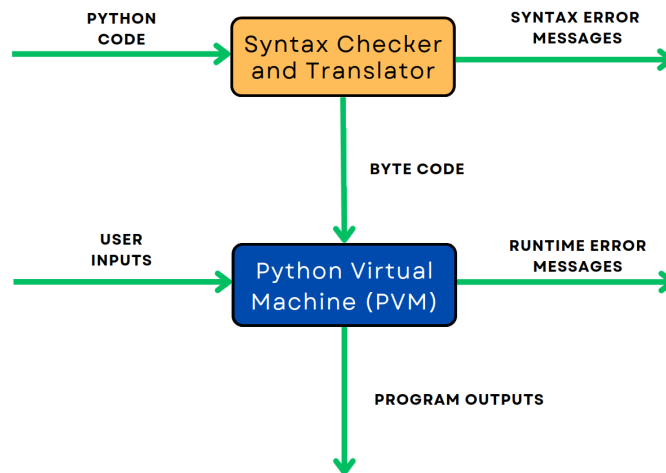 PYTHON
CODE
Syntax Checker
and Translator
SYNTAX ERROR
MESSAGES
BYTE CODE
USER
INPUTS
Python Virtual
Machine (PVM)
RUNTIME ERROR
MESSAGES
PROGRAM OUTPUTS